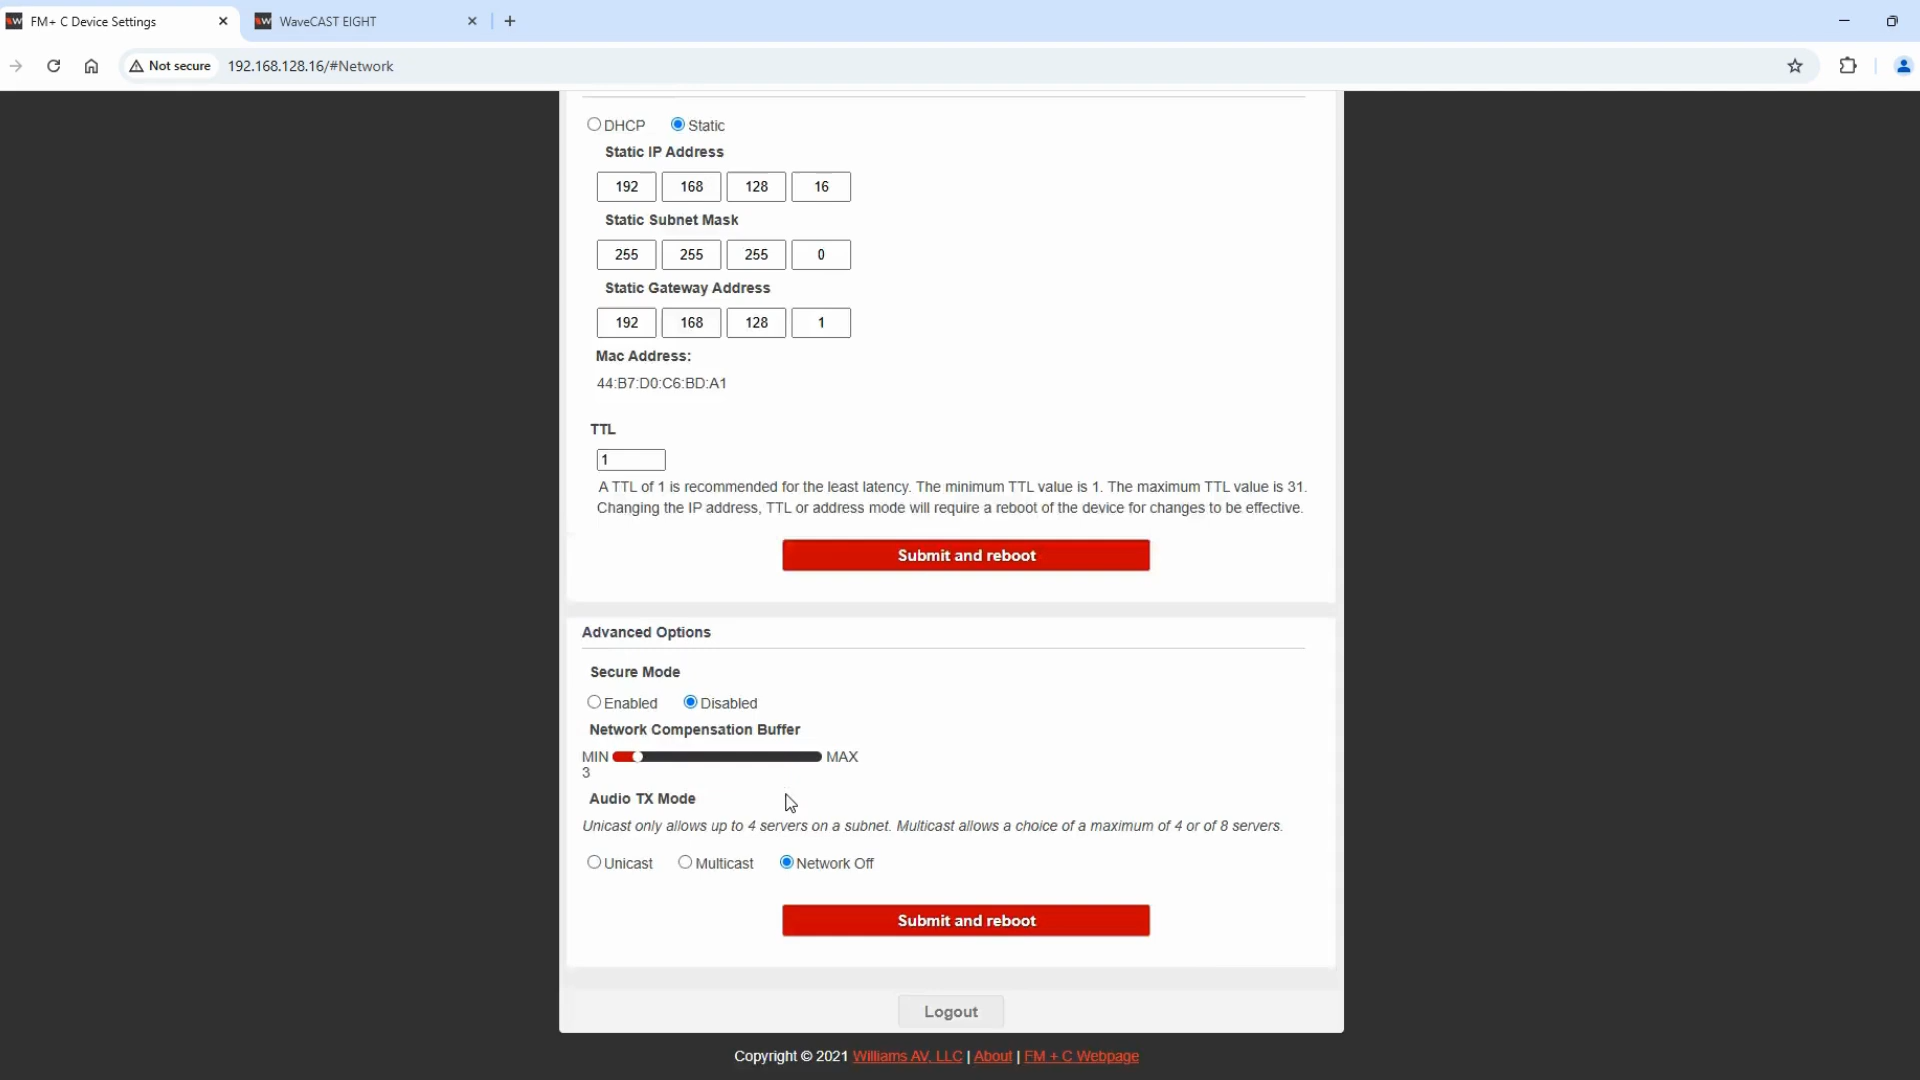 FM+ C Device Settings
WaveCAST EIGHT
Not secure
192.168.128.16/#Network
DHCP Static
Static IP Address
192 168 128 16
Static Subnet Mask
255 255 255 0
Static Gateway Address
192 168 128 1
Mac Address:
44:B7:D0:C6:BD:A1
TTL
1
A TTL of 1 is recommended for the least latency. The minimum TTL value is 1. The maximum TTL value is 31.
Changing the IP address, TTL or address mode will require a reboot of the device for changes to be effective.
Submit and reboot
Advanced Options
Secure Mode
Enabled Disabled
Network Compensation Buffer
MIN MAX
3
Audio TX Mode
Unicast only allows up to 4 servers on a subnet. Multicast allows a choice of a maximum of 4 or of 8 servers.
Unicast Multicast Network Off
Submit and reboot
Logout
Copyright © 2021 Williams AV, LLC | About | FM + C Webpage